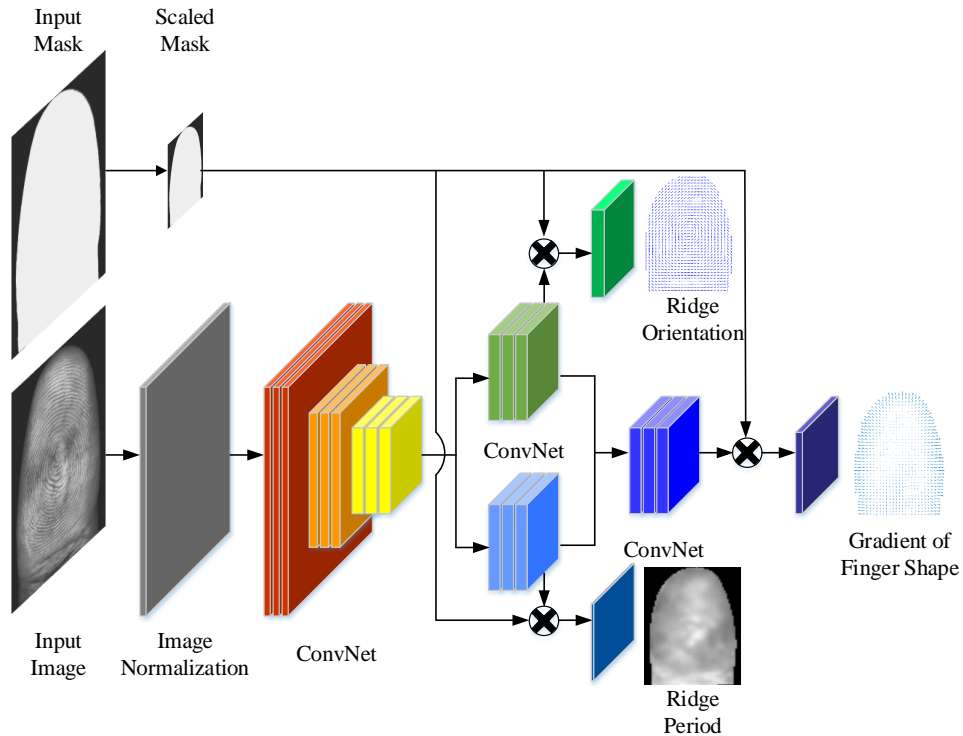 Input
Mask
Scaled
Mask
Ridge
Orientation
ConvNet
ConvNet
Gradient of
Finger Shape
Input
Image
Image
Normalization
ConvNet
Ridge
Period